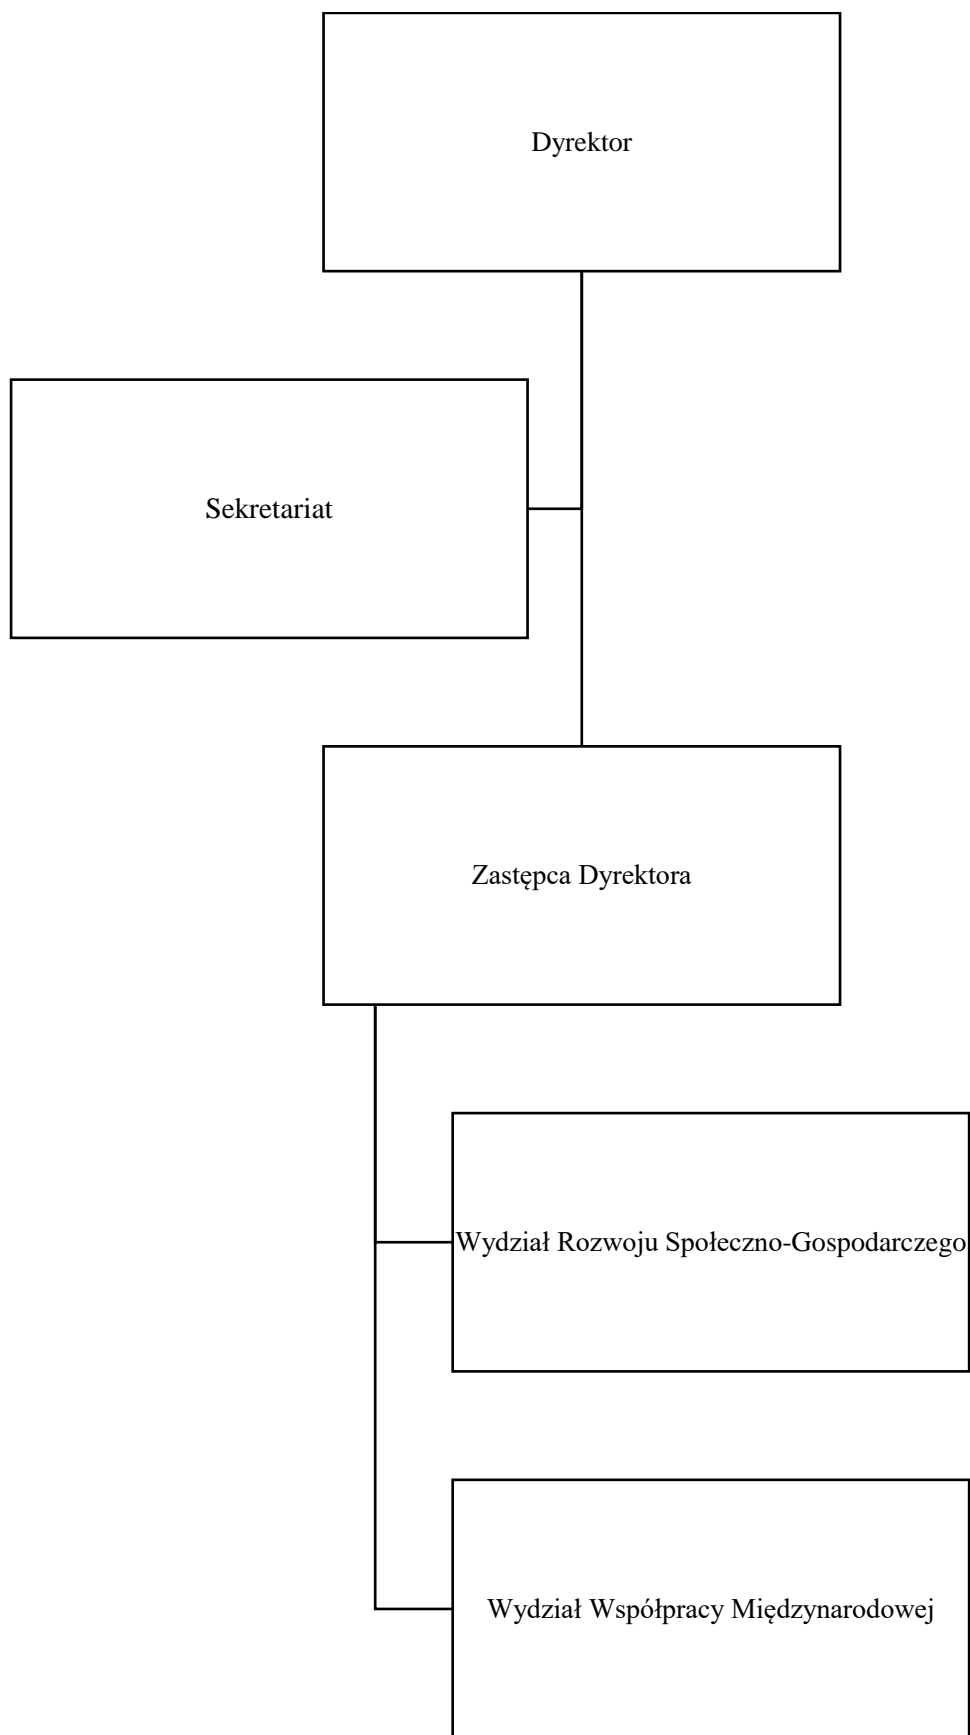 Dyrektor
Sekretariat
Zastępca Dyrektora
Wydział Rozwoju Społeczno-Gospodarczego
Wydział Współpracy Międzynarodowej